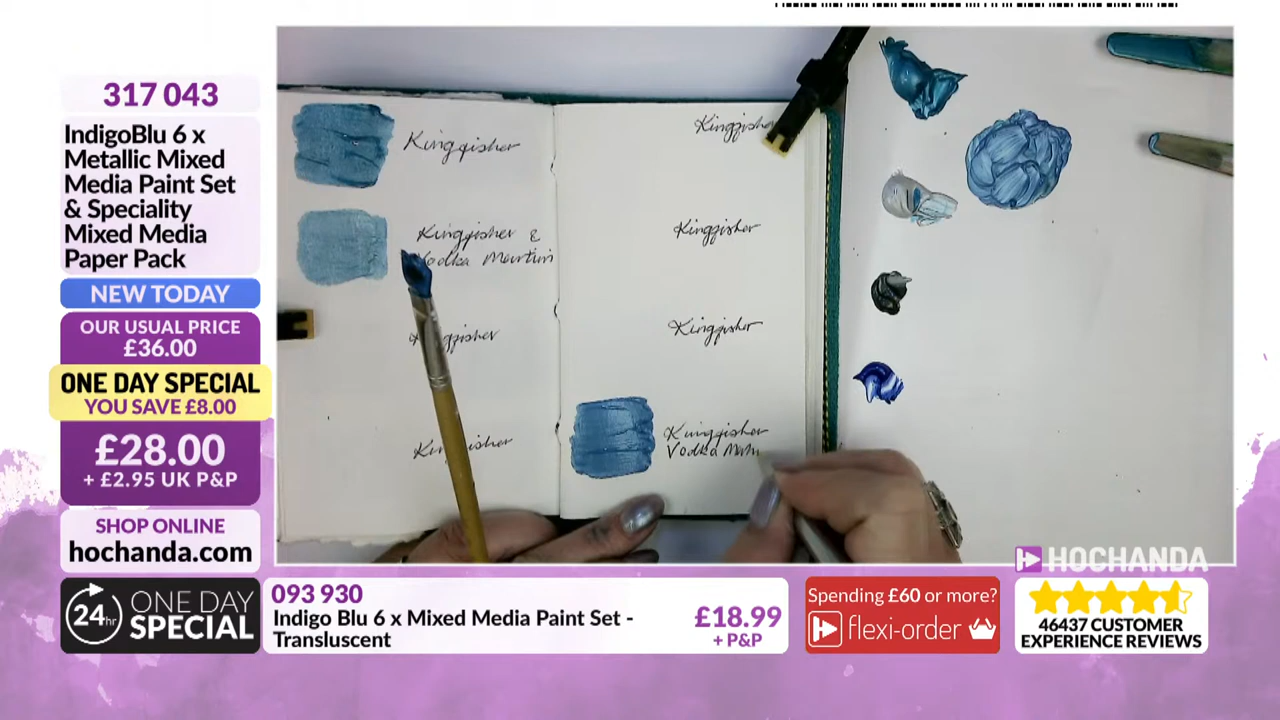 317 043
IndigoBlu 6 x
Metallic Mixed
Media Paint Set
& Speciality
Mixed Media
Paper Pack
NEW TODAY
OUR USUAL PRICE
£36.00
ONE DAY SPECIAL
YOU SAVE £8.00
£28.00
+ £2.95 UK P&P
SHOP ONLINE
hochanda.com
24hr
ONE DAY
SPECIAL
Kingfisher
Kingfisher &
Vodka Martini
Kingfisher
Kingfisher
Kingfisher
Kingfisher
Kingfisher
Kingfisher
Vodka
HOCHANDA
093 930
Indigo Blu 6 x Mixed Media Paint Set -
Transluscent
£18.99
+ P&P
Spending £60 or more?
flexi-order
46437 CUSTOMER
EXPERIENCE REVIEWS